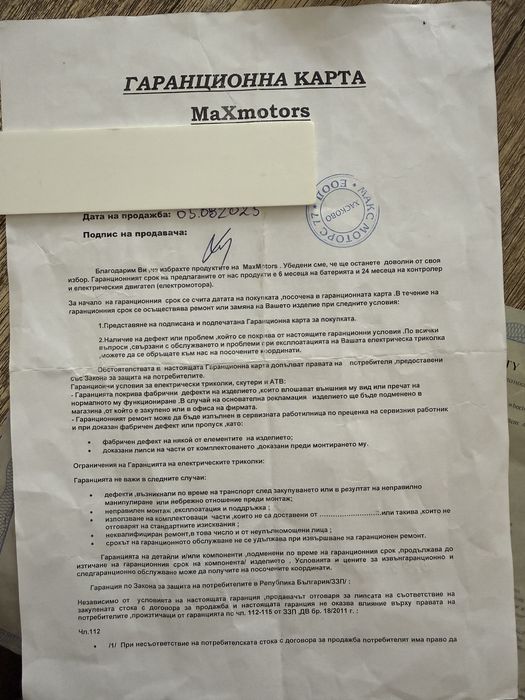 ГАРАНЦИОННА КАРТА
MaXmotors
Дата на продажба: 05.082023
Подпис на продавача:
МАКС МОТОРС 77 ЕООД
ХАСКОВО
Благодарим Ви че избрахте продуктите на MaxMotors . Убедени сме, че ще останете доволни от своя
избор. Гаранционният срок на предлаганите от нас продукти е 6 месеца на батерията и 24 месеца на контролер
и електрическия двигател (електромотора).
За начало на гаранционния срок се счита датата на покупката ,посочена в гаранционната карта .В течение на
гаранционния срок се осъществява ремонт или замяна на Вашето изделие при следните условия:
1.Представяне на подписана и подпечатана Гаранционна карта за покупката.
2.Наличие на дефект или проблем ,който се покрива от настоящите гаранционни условия .По всички
въпроси ,свързани с обслужването и проблеми при експлоатацията на Вашата електрическа триколка
,можете да се обръщате към нас на посочените координати.
Обстоятелствата в настоящата Гаранционна карта допълват правата на потребителя ,предоставени
със Закона за защита на потребителите.
Гаранционни условия за електрически триколки, скутери и АТВ:
- Гаранцията покрива фабрични дефекти на изделието ,които влошават външния му вид или пречат на
нормалното му функциониране .В случай на основателна рекламация изделието ще бъде подменено в
магазина ,от който е закупено или в офиса на фирмата.
- Гаранционният ремонт може да бъде изпълнен в сервизната работилница по преценка на сервизния работник
и при доказан фабричен дефект или пропуск ,като:
• фабричен дефект на някой от елементите на изделието;
• доказани липси на части от комплектованието ,доказани преди монтирането му.
Ограничения на Гаранцията на електрическите триколки:
Гаранцията не важи в следните случаи:
• дефекти ,възникнали по време на транспорт след закупуването или в резултат на неправилно
манипулиране или небрежно отношение преди монтаж;
• неправилен монтаж ,експлоатация и поддръжка ;
• използване на комплектоващи части ,които не са доставени от ........................ или такива ,които не
отговарят на стандартните изисквания ;
• неквалифициран ремонт,в това число и от неупълномощени лица ;
• срокът на гаранционното обслужване не се удължава при извършване на гаранционен ремонт.
Гаранцията на детайли и/или компоненти ,подменени по време на гаранционния срок ,продължава до
изтичане на гаранционния срок на компонента/ изделието . Условията и цените за извънгаранционно и
следгаранционно обслужване може да получите на посочените координати.
Гаранция по Закона за защита на потребителите в Република България/ЗЗП/ :
Независимо от условията на настоящата гаранция ,продавачът отговаря за липсата на съответствие на
закупената стока с договора за продажба и настоящата гаранция не оказва влияние върху правата на
потребителите ,произтичащи от гаранцията по чл. 112-115 от ЗЗП ,ДВ бр. 18/2011 г. :
Чл.112
• /1/ При несъответствие на потребителската стока с договора за продажба потребителят има право да